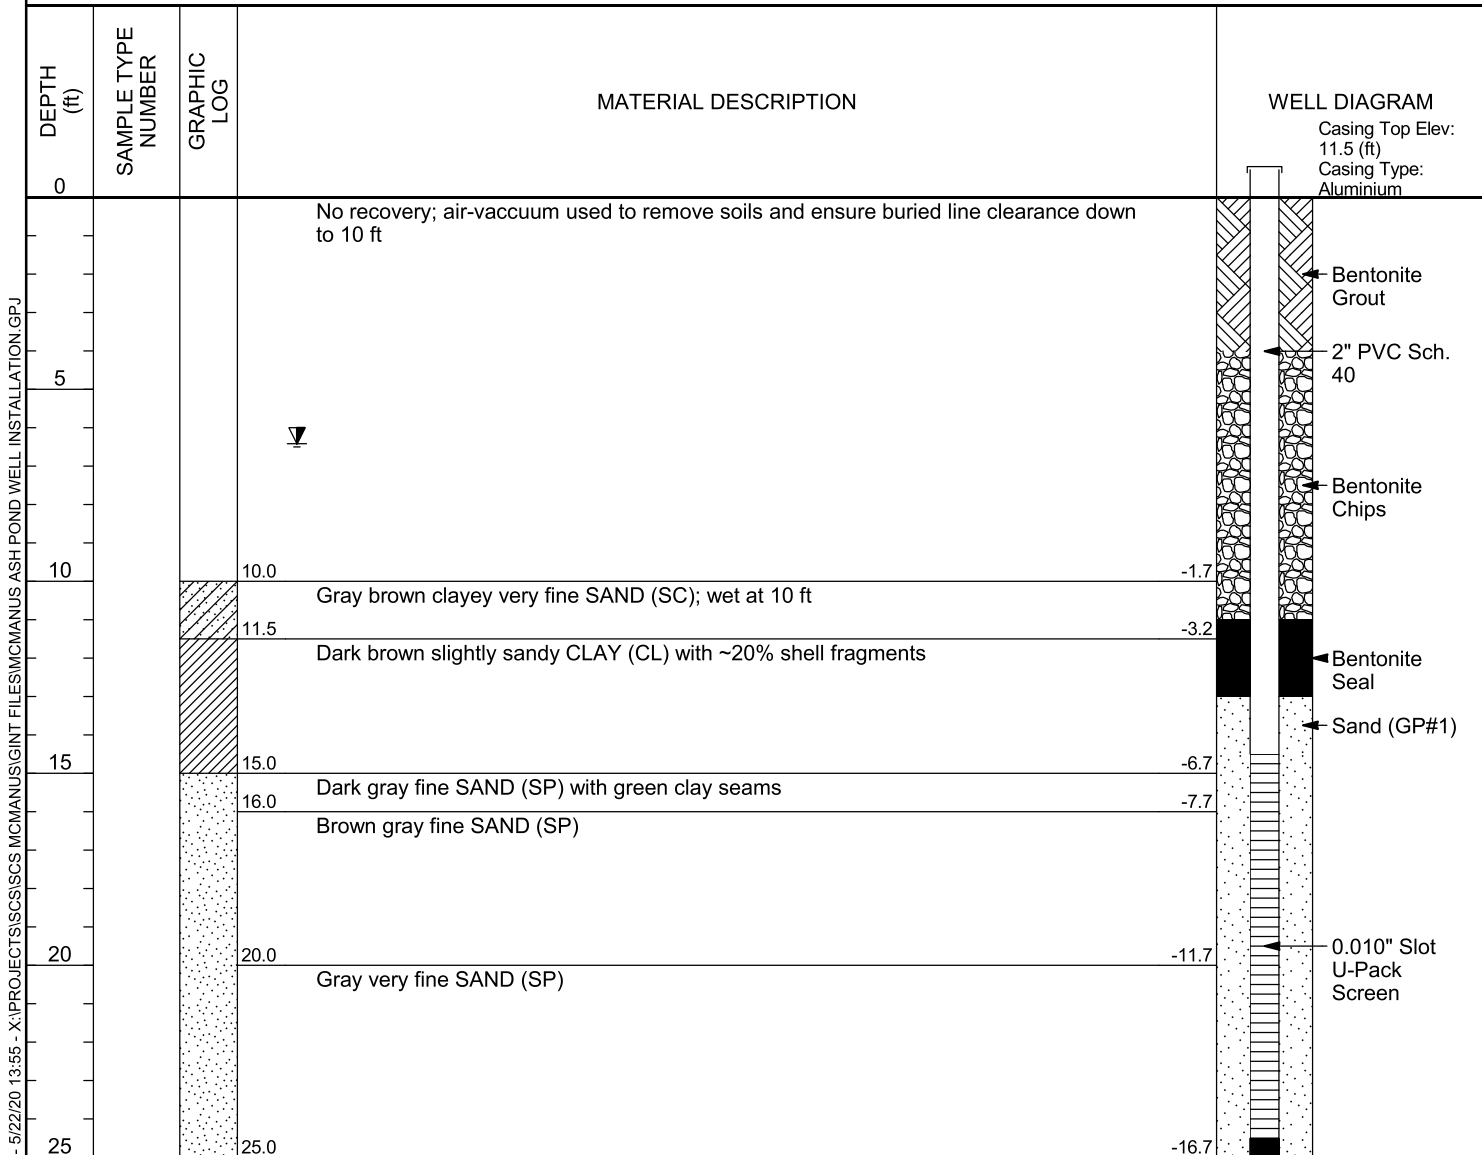 DEPTH
(ft)
SAMPLE TYPE
NUMBER
GRAPHIC
LOG
MATERIAL DESCRIPTION
WELL DIAGRAM
Casing Top Elev:
11.5 (ft)
Casing Type:
Aluminium
0
No recovery; air-vaccuum used to remove soils and ensure buried line clearance down
to 10 ft
Bentonite
Grout
2" PVC Sch.
40
5
Bentonite
Chips
10
10.0
-1.7
Gray brown clayey very fine SAND (SC); wet at 10 ft
11.5
-3.2
Dark brown slightly sandy CLAY (CL) with ~20% shell fragments
Bentonite
Seal
Sand (GP#1)
15
15.0
-6.7
Dark gray fine SAND (SP) with green clay seams
16.0
-7.7
Brown gray fine SAND (SP)
20
20.0
-11.7
0.010" Slot
U-Pack
Screen
Gray very fine SAND (SP)
25
25.0
-16.7
- 5/22/20 13:55 - X:\PROJECTS\SCS\SCS MCMANUS\GINT FILES\MCMANUS ASH POND WELL INSTALLATION.GPJ